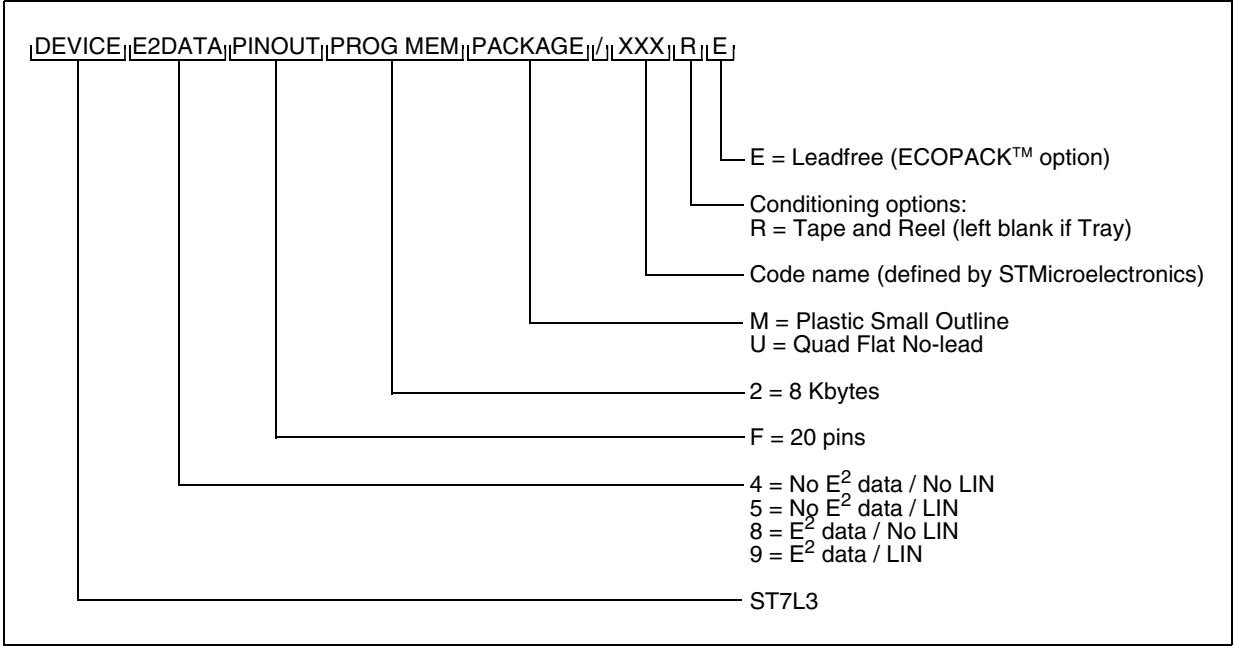 DEVICE E2DATA PINOUT PROG MEM PACKAGE / XXX R E
E = Leadfree (ECOPACK™ option)
Conditioning options:
R = Tape and Reel (left blank if Tray)
Code name (defined by STMicroelectronics)
M = Plastic Small Outline
U = Quad Flat No-lead
2 = 8 Kbytes
F = 20 pins
4 = No E² data / No LIN
5 = No E² data / LIN
8 = E² data / No LIN
9 = E² data / LIN
ST7L3